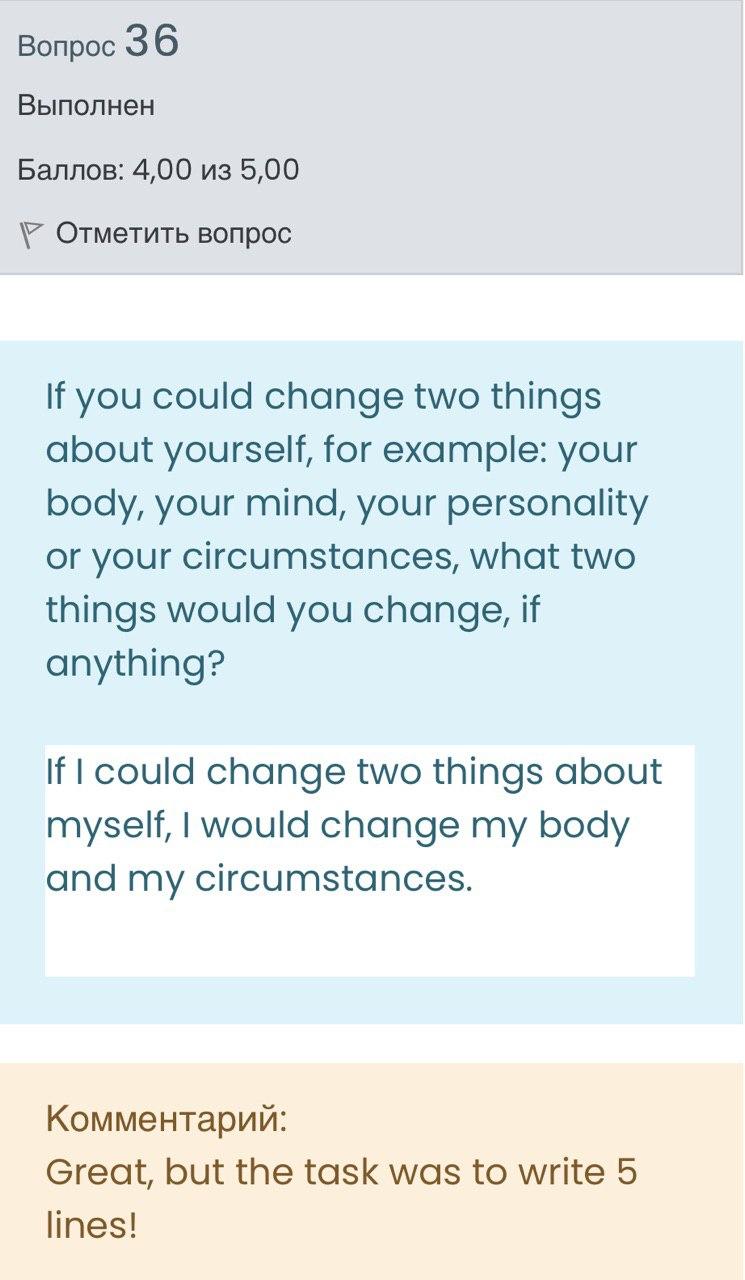 Вопрос 36
Выполнен
Баллов: 4,00 из 5,00
Отметить вопрос
If you could change two things
about yourself, for example: your
body, your mind, your personality
or your circumstances, what two
things would you change, if
anything?
If I could change two things about
myself, I would change my body
and my circumstances.
Комментарий:
Great, but the task was to write 5
lines!